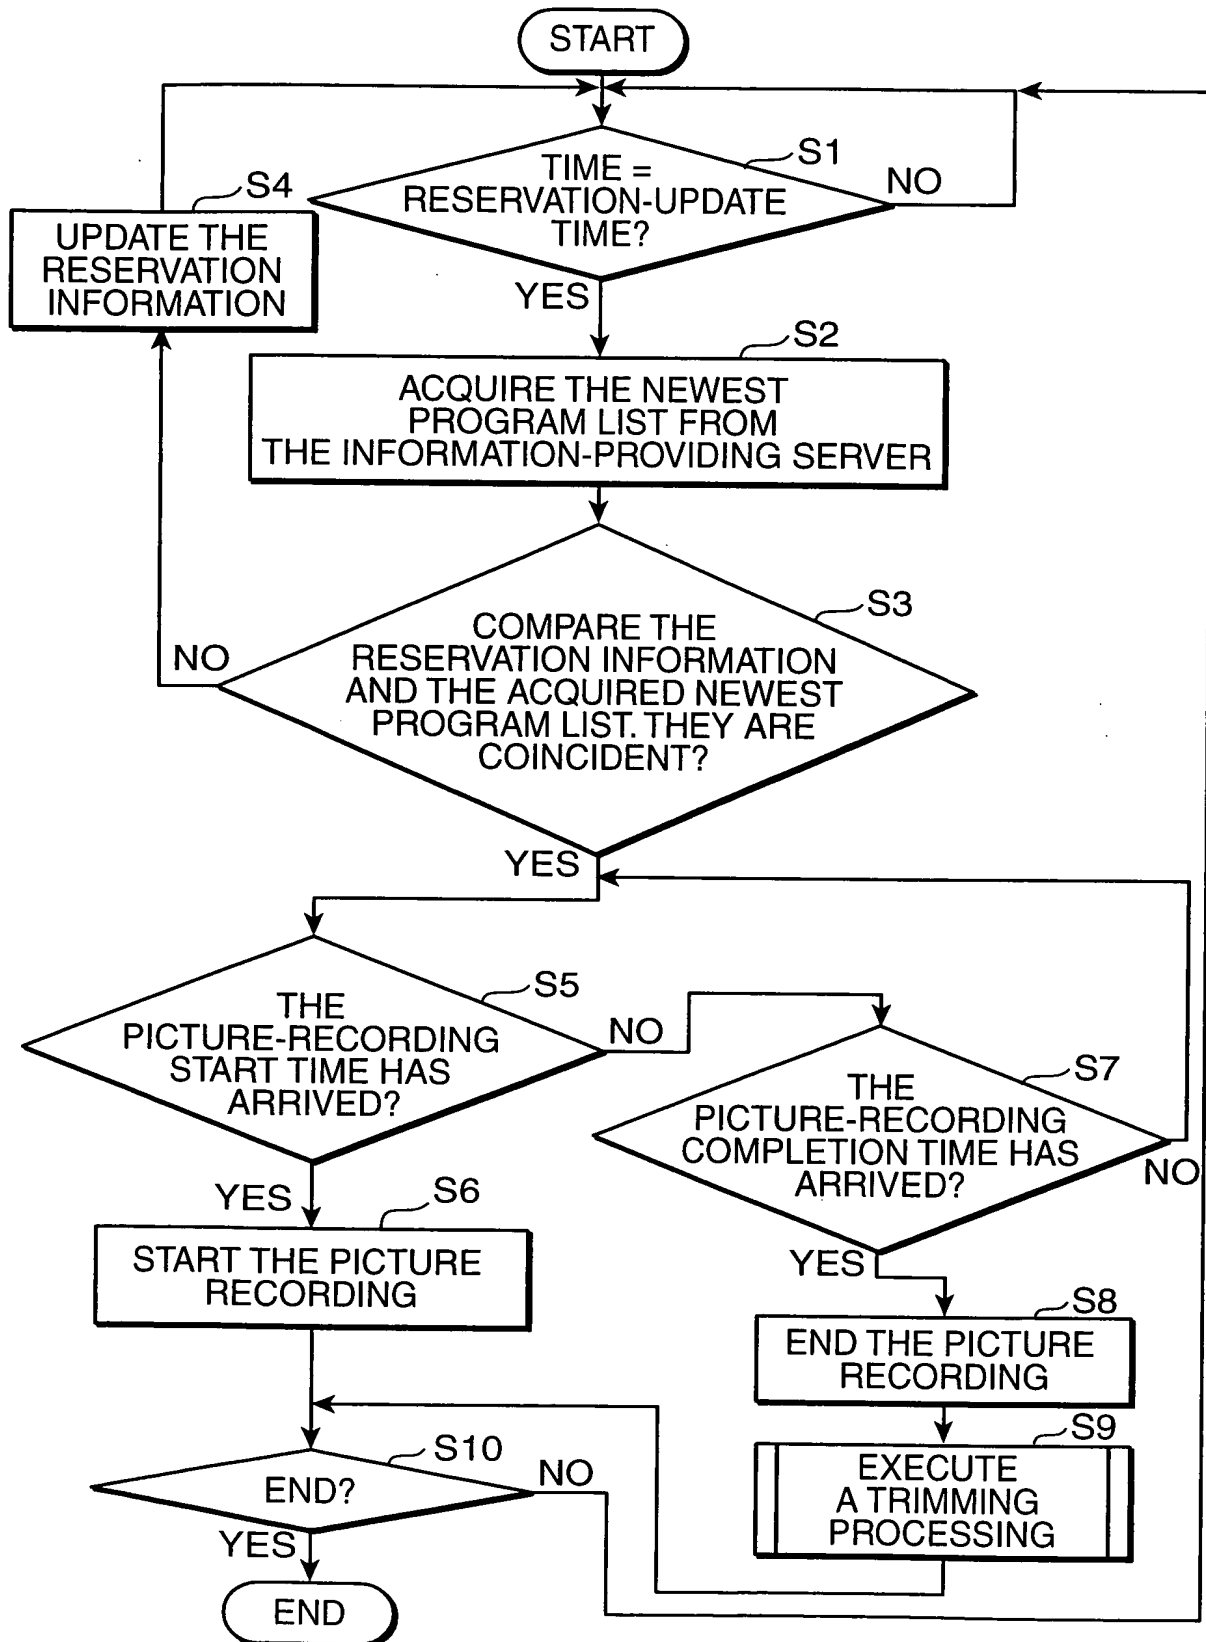 START
S1
TIME =
RESERVATION-UPDATE
TIME?
NO
S4
UPDATE THE
RESERVATION
INFORMATION
YES
S2
ACQUIRE THE NEWEST
PROGRAM LIST FROM
THE INFORMATION-PROVIDING SERVER
S3
COMPARE THE
RESERVATION INFORMATION
AND THE ACQUIRED NEWEST
PROGRAM LIST. THEY ARE
COINCIDENT?
NO
YES
S5
THE
PICTURE-RECORDING
START TIME HAS
ARRIVED?
NO
S7
THE
PICTURE-RECORDING
COMPLETION TIME HAS
ARRIVED?
NO
YES
S6
START THE PICTURE
RECORDING
YES
S8
END THE PICTURE
RECORDING
S9
EXECUTE
A TRIMMING
PROCESSING
S10
END?
NO
YES
END